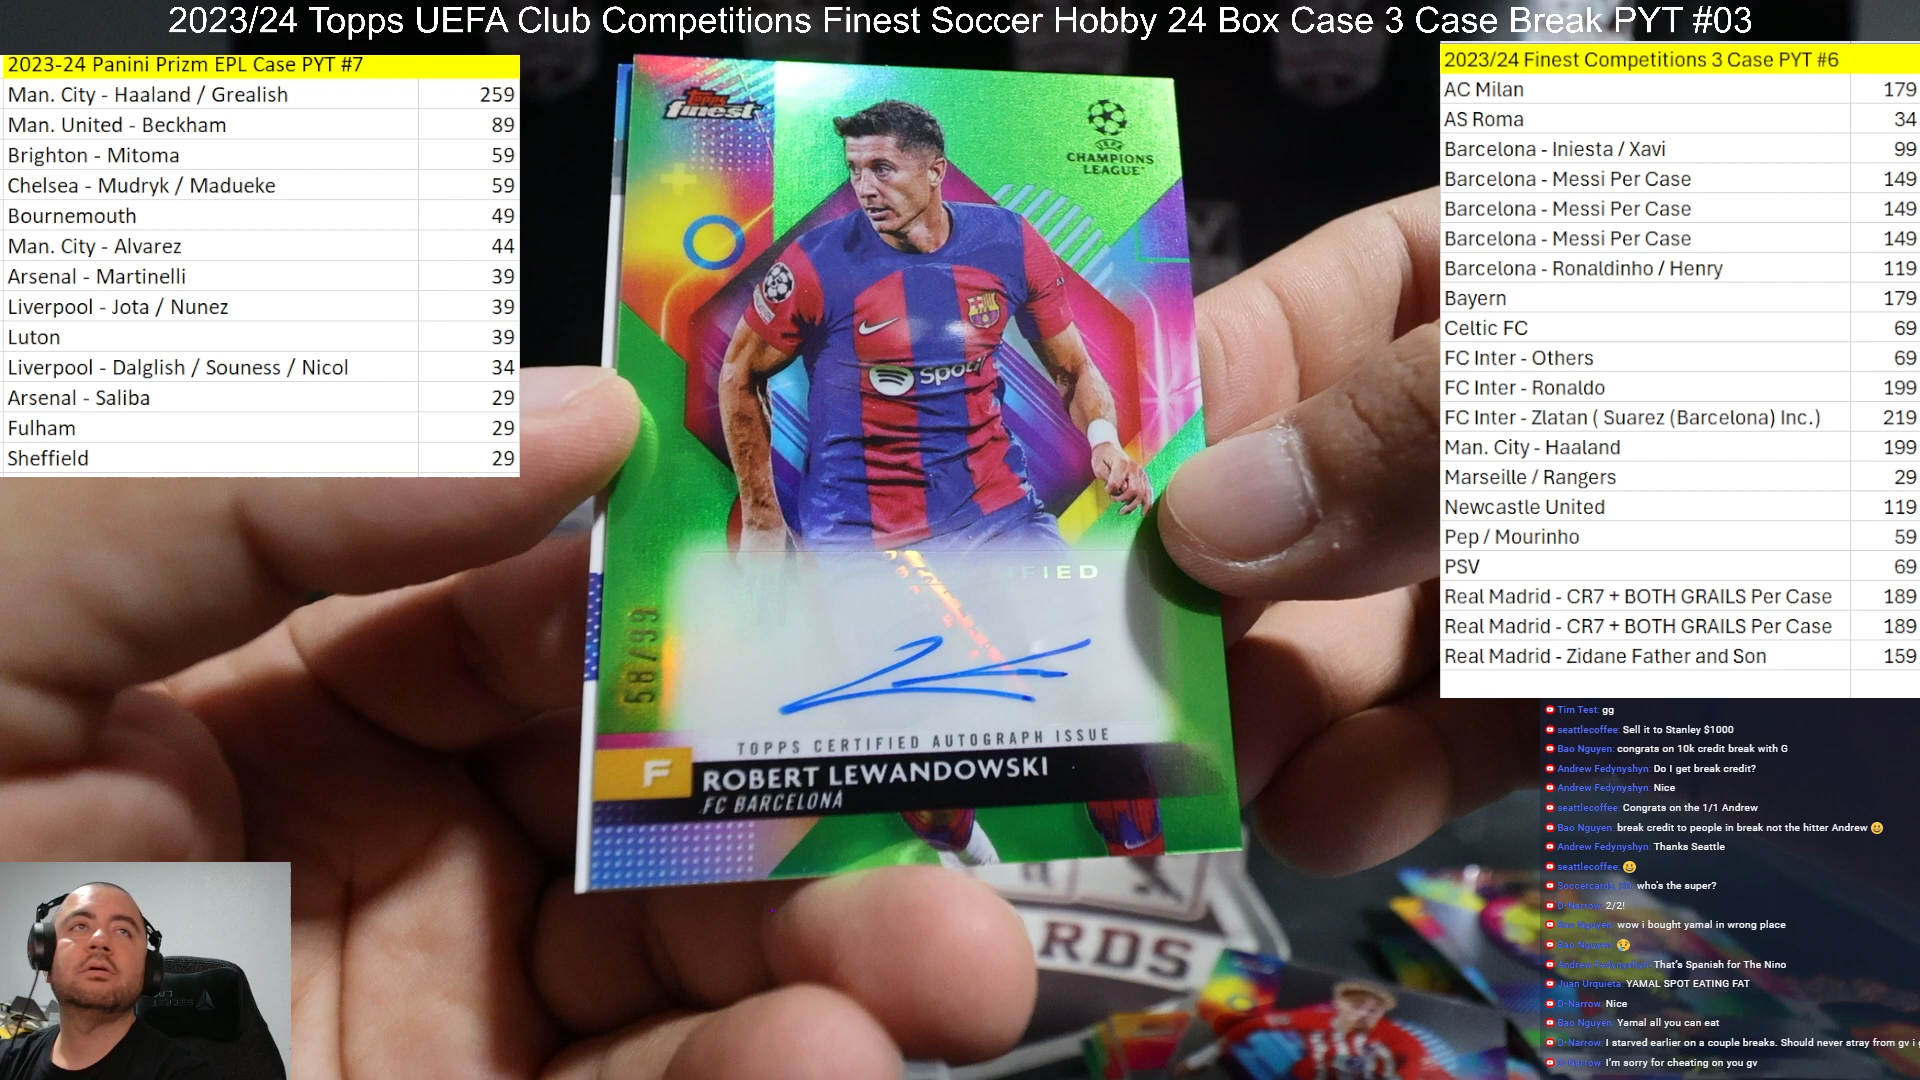 2023/24 Topps UEFA Club Competitions Finest Soccer Hobby 24 Box Case 3 Case Break PYT #03
2023-24 Panini Prizm EPL Case PYT #7
Man. City - Haaland / Grealish 259
Man. United - Beckham 89
Brighton - Mitoma 59
Chelsea - Mudryk / Madueke 59
Bournemouth 49
Man. City - Alvarez 44
Arsenal - Martinelli 39
Liverpool - Jota / Nunez 39
Luton 39
Liverpool - Dalglish / Souness / Nicol 34
Arsenal - Saliba 29
Fulham 29
Sheffield 29
Topps
finest
UEFA
CHAMPIONS
LEAGUE
Spotif
58/99
TOPPS CERTIFIED AUTOGRAPH ISSUE
F
ROBERT LEWANDOWSKI
FC BARCELONA
RDS
2023/24 Finest Competitions 3 Case PYT #6
AC Milan 179
AS Roma 34
Barcelona - Iniesta / Xavi 99
Barcelona - Messi Per Case 149
Barcelona - Messi Per Case 149
Barcelona - Messi Per Case 149
Barcelona - Ronaldinho / Henry 119
Bayern 179
Celtic FC 69
FC Inter - Others 69
FC Inter - Ronaldo 199
FC Inter - Zlatan ( Suarez (Barcelona) Inc.) 219
Man. City - Haaland 199
Marseille / Rangers 29
Newcastle United 119
Pep / Mourinho 59
PSV 69
Real Madrid - CR7 + BOTH GRAILS Per Case 189
Real Madrid - CR7 + BOTH GRAILS Per Case 189
Real Madrid - Zidane Father and Son 159
Tim Test: gg
seattlecoffee: Sell it to Stanley $1000
Bao Nguyen: congrats on 10k credit break with G
Andrew Fedynyshyn: Do I get break credit?
Andrew Fedynyshyn: Nice
seattlecoffee: Congrats on the 1/1 Andrew
Bao Nguyen: break credit to people in break not the hitter Andrew 😀
Andrew Fedynyshyn: Thanks Seattle
seattlecoffee: 😀
who's the super?
D-Narrow: 2/2!
Bao Nguyen: wow i bought yamal in wrong place
Bao Nguyen: 😢
Andrew Fedynyshyn: That's Spanish for The Nino
Juan Urquieta: YAMAL SPOT EATING FAT
D-Narrow: Nice
Bao Nguyen: Yamal all you can eat
D-Narrow: I starved earlier on a couple breaks. Should never stray from gv i
D-Narrow: I'm sorry for cheating on you gv